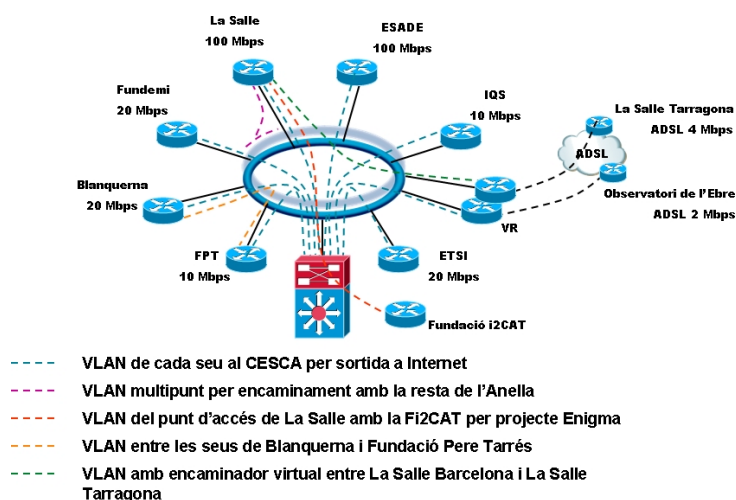 La Salle
100 Mbps
ESADE
100 Mbps
Fundemi
20 Mbps
IQS
10 Mbps
La Salle Tarragona
ADSL 4 Mbps
ADSL
Blanquerna
20 Mbps
Observatori de l'Ebre
ADSL 2 Mbps
VR
FPT
10 Mbps
ETSI
20 Mbps
Fundació i2CAT
VLAN de cada seu al CESCA per sortida a Internet
VLAN multipunt per encaminament amb la resta de l'Anella
VLAN del punt d'accés de La Salle amb la Fi2CAT per projecte Enigma
VLAN entre les seus de Blanquerna i Fundació Pere Tarrés
VLAN amb encaminador virtual entre La Salle Barcelona i La Salle
Tarragona